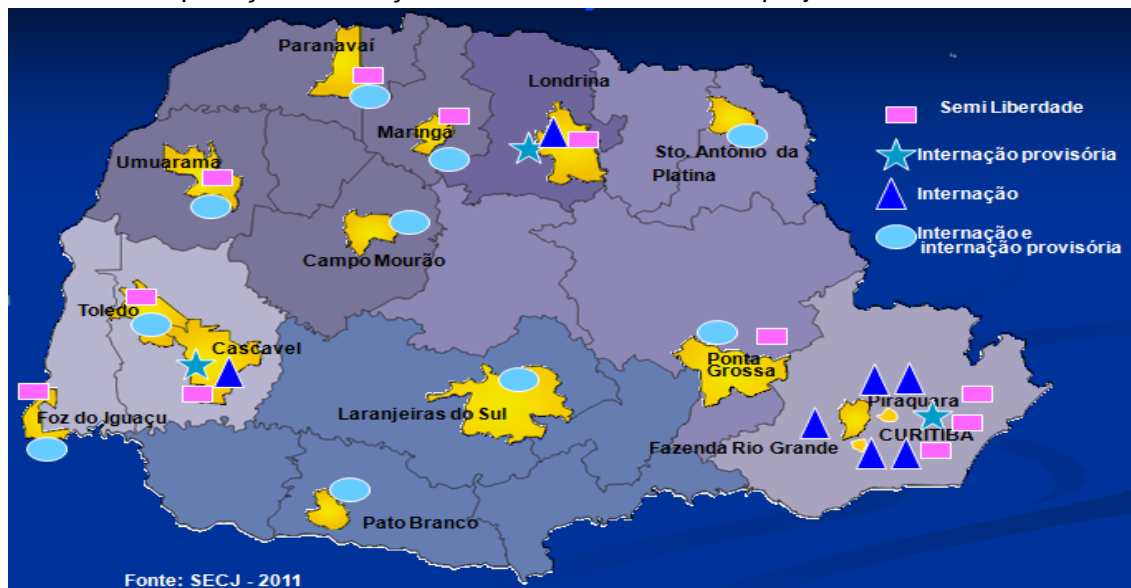 Paranavaí
Londrina
Maringá
Umuarama
Sto. Antônio da
Platina
Campo Mourão
Toledo
Cascavel
Foz do Iguaçu
Laranjeiras do Sul
Ponta
Grossa
Piraquara
CURITIBA
Fazenda Rio Grande
Pato Branco
Semi Liberdade
Internação provisória
Internação
Internação e
internação provisória
Fonte: SECJ - 2011